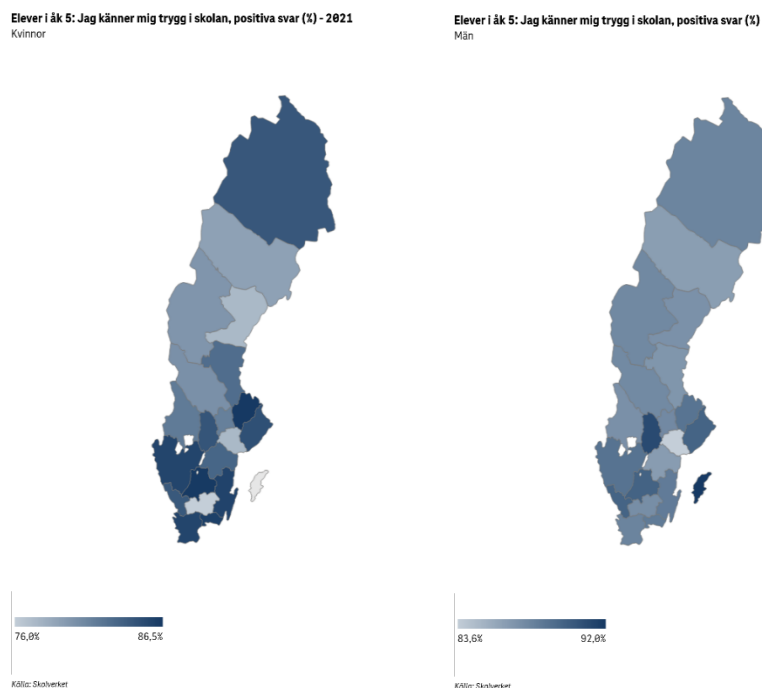 Elever i åk 5: Jag känner mig trygg i skolan, positiva svar (%) - 2021
Kvinnor
76,0%
86,5%
Källa: Skolverket
Elever i åk 5: Jag känner mig trygg i skolan, positiva svar (%)
Män
83,6%
92,0%
Källa: Skolverket